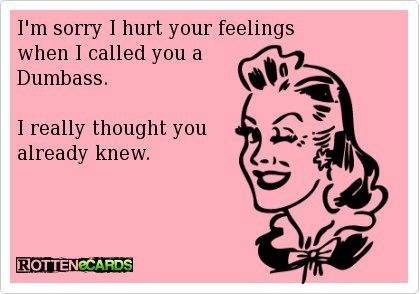 I'm sorry I hurt your feelings
when I called you a
Dumbass.
I really thought you
already knew.
ROTTENeCARDS